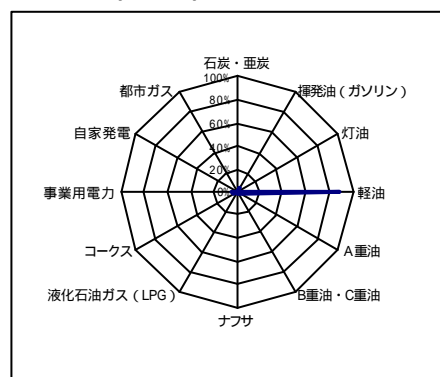 石炭・亜炭
100%
都市ガス
揮発油(ガソリン)
80%
自家発電
60%
灯油
40%
20%
事業用電力
0%
軽油
コークス
A重油
液化石油ガス(LPG)
B重油・C重油
ナフサ